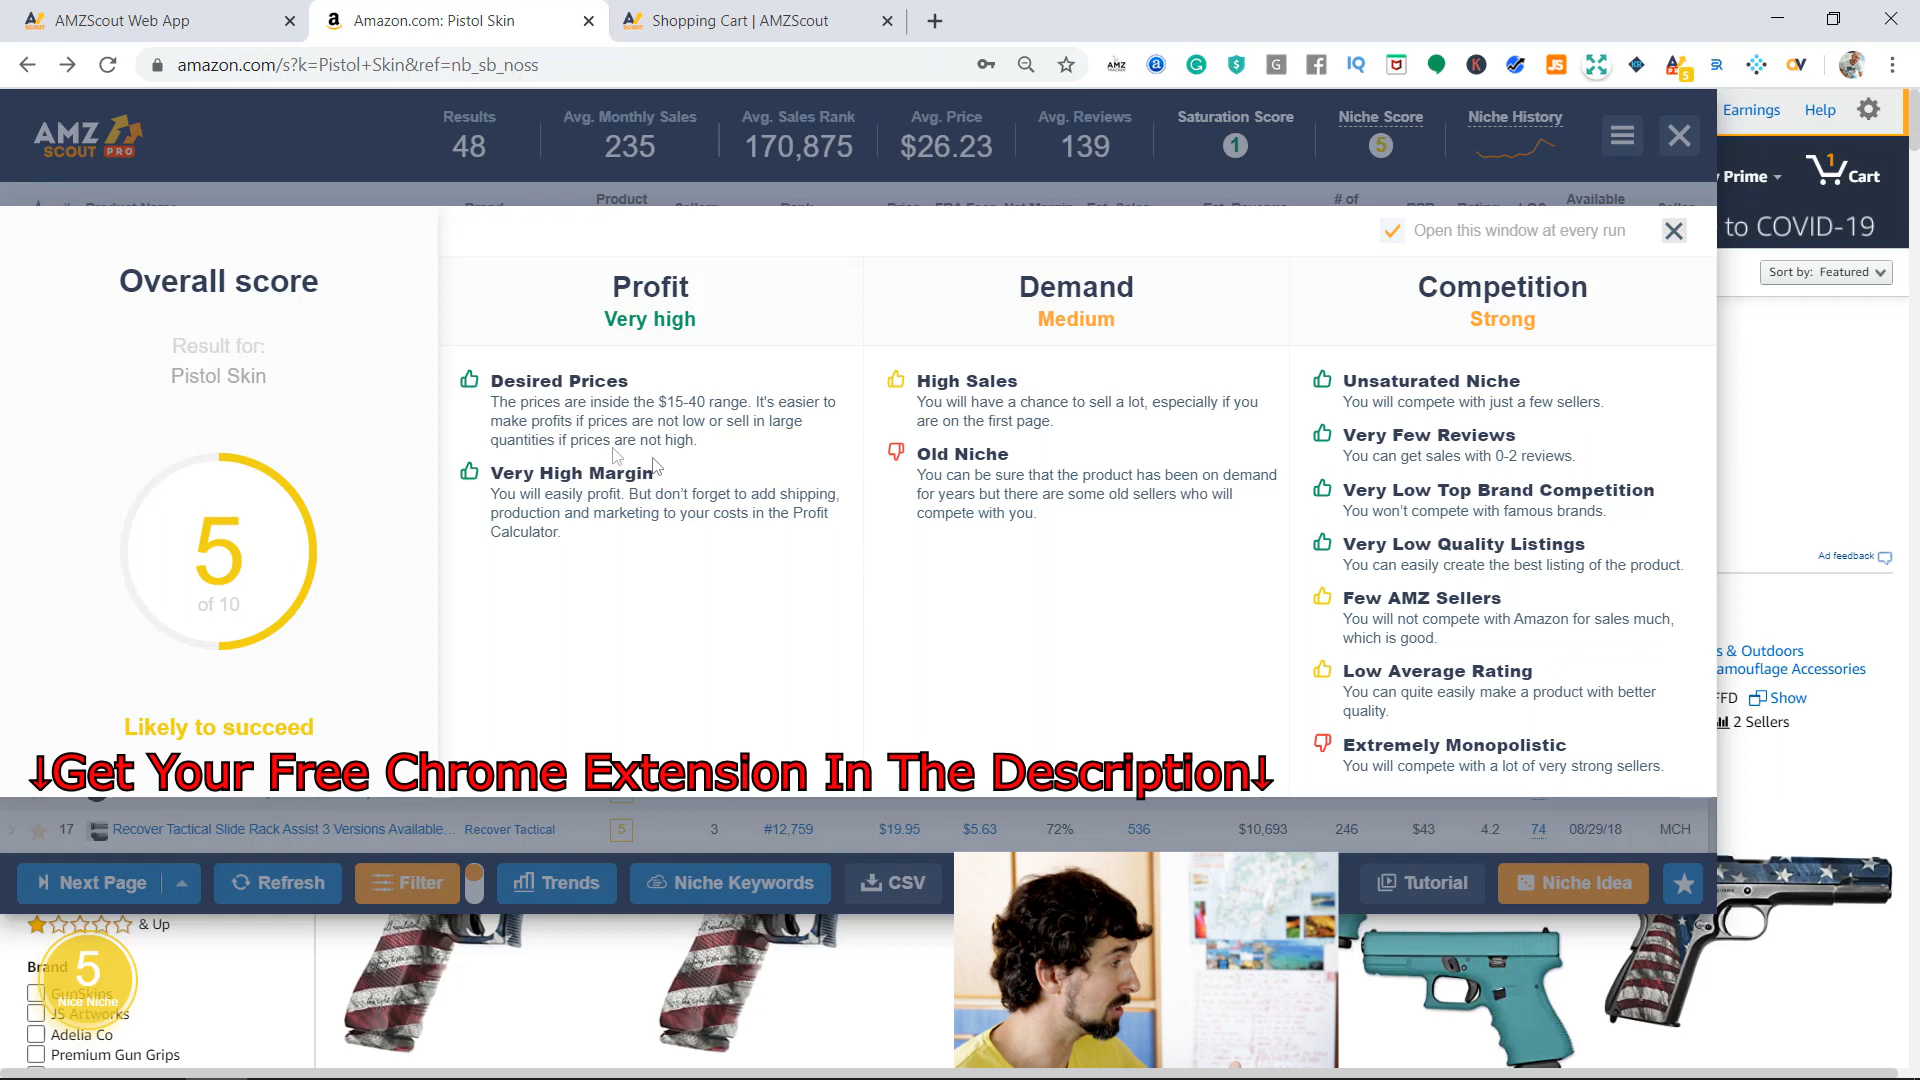 AMZScout Web App
Amazon.com: Pistol Skin
Shopping Cart | AMZScout
amazon.com/s?k=Pistol+Skin&ref=nb_sb_noss
AMZ
SCOUT PRO
Results
48
Avg. Monthly Sales
235
Avg. Sales Rank
170,875
Avg. Price
$26.23
Avg. Reviews
139
Saturation Score
1
Niche Score
5
Niche History
Earnings
Help
Prime
1
Cart
to COVID-19
Sort by: Featured
Product
# of
Available
Open this window at every run
Overall score
Result for:
Pistol Skin
5
of 10
Likely to succeed
Profit
Very high
Desired Prices
The prices are inside the $15-40 range. It's easier to
make profits if prices are not low or sell in large
quantities if prices are not high.
Very High Margin
You will easily profit. But don't forget to add shipping,
production and marketing to your costs in the Profit
Calculator.
Demand
Medium
High Sales
You will have a chance to sell a lot, especially if you
are on the first page.
Old Niche
You can be sure that the product has been on demand
for years but there are some old sellers who will
compete with you.
Competition
Strong
Unsaturated Niche
You will compete with just a few sellers.
Very Few Reviews
You can get sales with 0-2 reviews.
Very Low Top Brand Competition
You won't compete with famous brands.
Very Low Quality Listings
You can easily create the best listing of the product.
Few AMZ Sellers
You will not compete with Amazon for sales much,
which is good.
Low Average Rating
You can quite easily make a product with better
quality.
Extremely Monopolistic
You will compete with a lot of very strong sellers.
Ad feedback
s & Outdoors
amouflage Accessories
FD Show
2 Sellers
↓Get Your Free Chrome Extension In The Description↓
17 Recover Tactical Slide Rack Assist 3 Versions Available... Recover Tactical 5 3 #12,759 $19.95 $5.63 72% 536 $10,693 246 $43 4.2 74 08/29/18 MCH
Next Page
Refresh
Filter
Trends
Niche Keywords
CSV
Tutorial
Niche Idea
& Up
Brand
5
Nice Niche
GunSkins
JS Artworks
Adelia Co
Premium Gun Grips